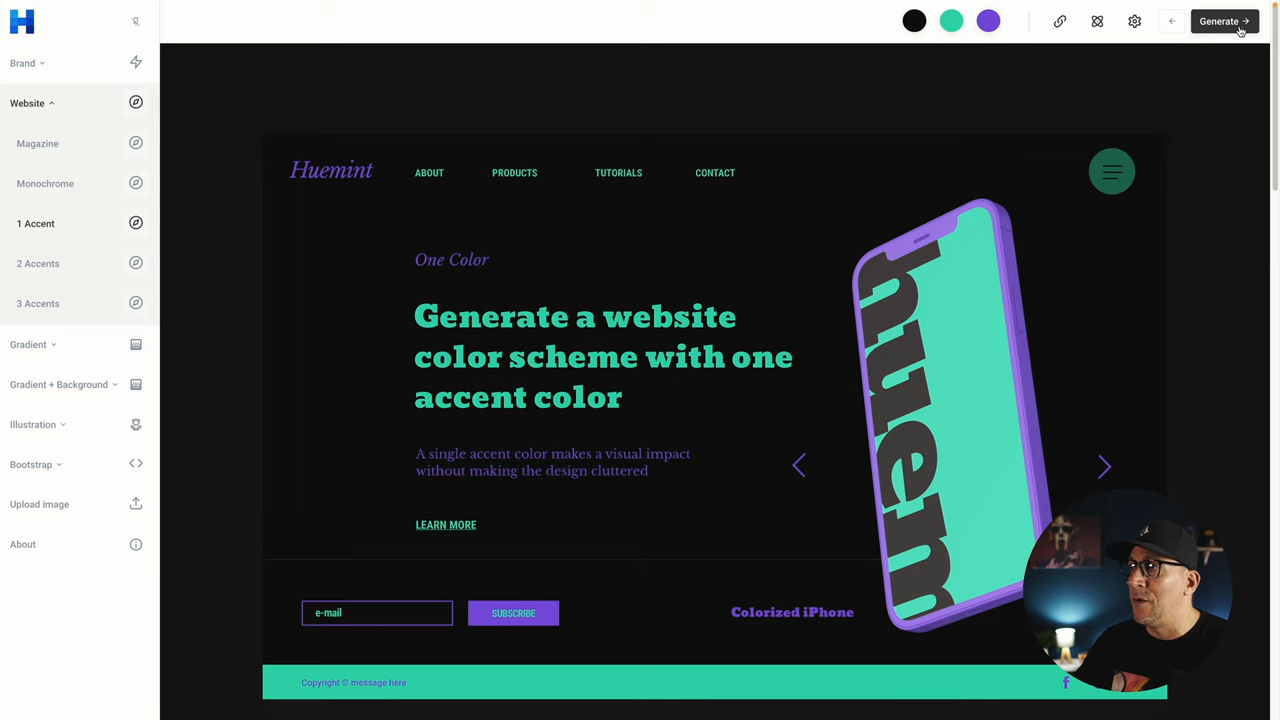 H
Generate →
Brand
Website
Magazine
Monochrome
1 Accent
2 Accents
3 Accents
Gradient
Gradient + Background
Illustration
Bootstrap
Upload image
About
Huemint
ABOUT
PRODUCTS
TUTORIALS
CONTACT
One Color
Generate a website
color scheme with one
accent color
A single accent color makes a visual impact
without making the design cluttered
LEARN MORE
huem
e-mail
SUBSCRIBE
Colorized iPhone
Copyright © message here
f